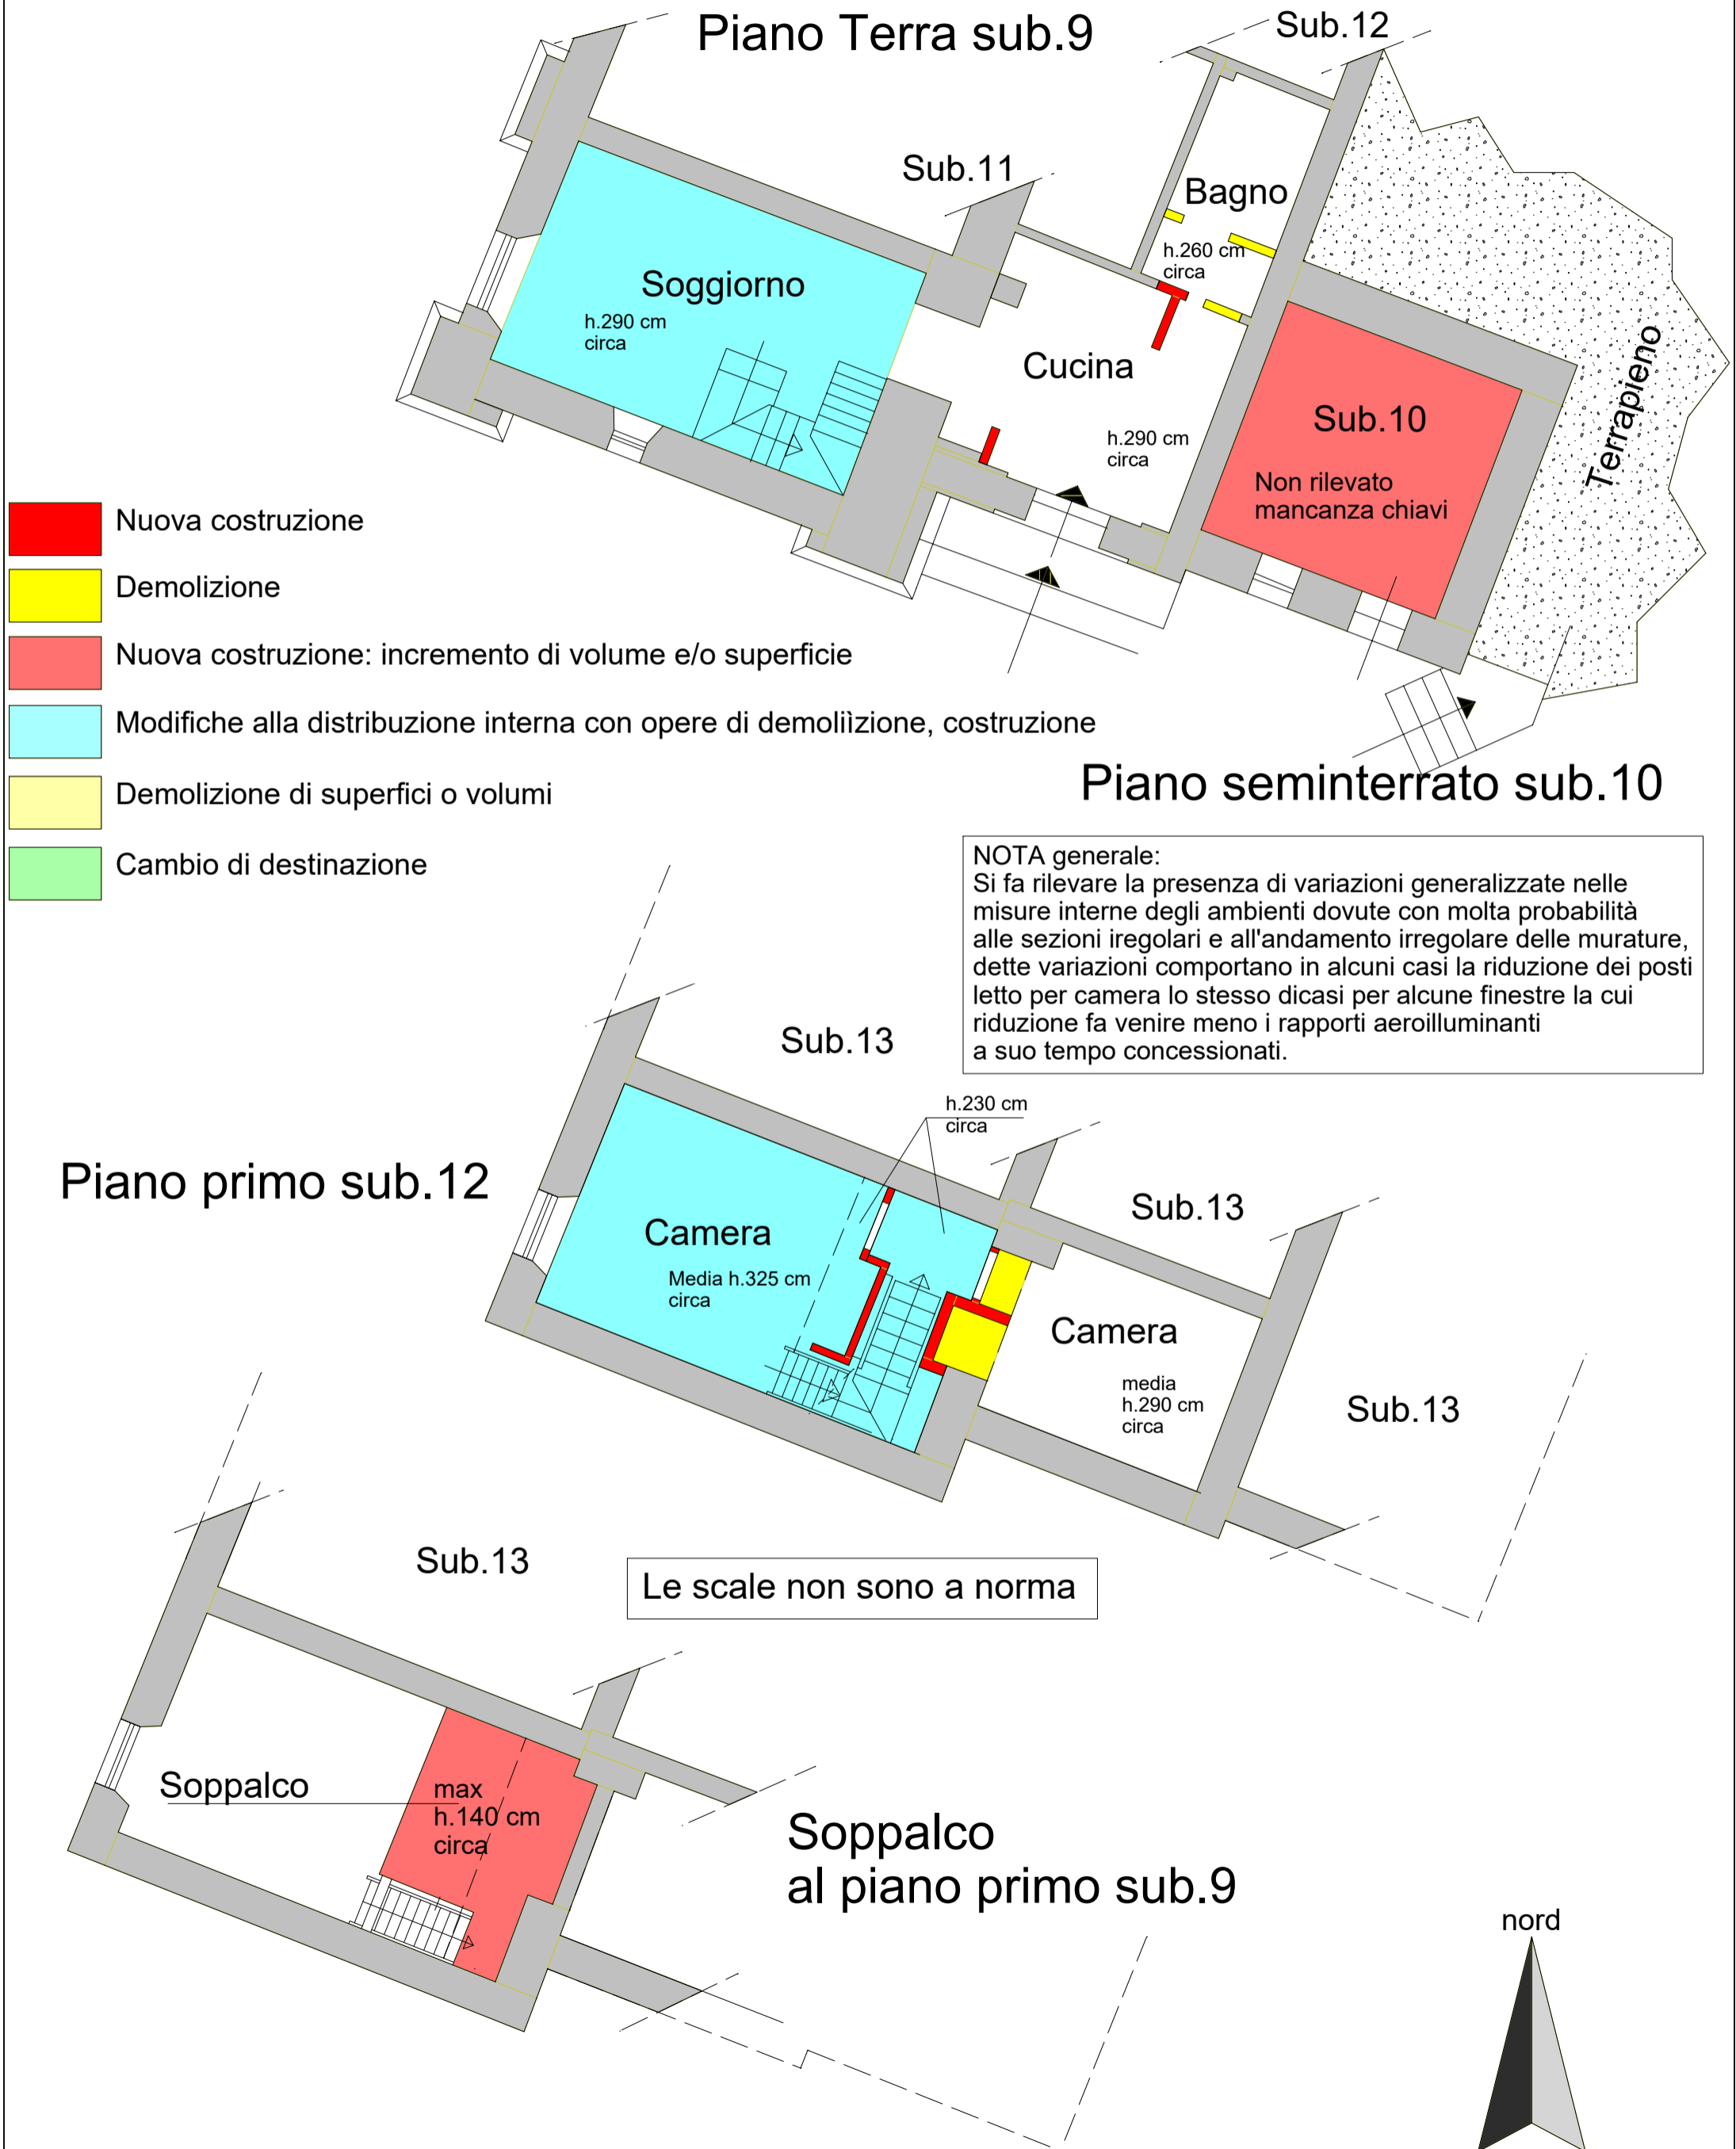 Piano Terra sub.9
Sub.12
Sub.11
Bagno
h.260 cm
circa
Soggiorno
h.290 cm
circa
Cucina
h.290 cm
circa
Sub.10
Non rilevato
mancanza chiavi
Terrapieno
Nuova costruzione
Demolizione
Nuova costruzione: incremento di volume e/o superficie
Modifiche alla distribuzione interna con opere di demoliìzione, costruzione
Demolizione di superfici o volumi
Cambio di destinazione
Piano seminterrato sub.10
NOTA generale:
Si fa rilevare la presenza di variazioni generalizzate nelle
misure interne degli ambienti dovute con molta probabilità
alle sezioni iregolari e all'andamento irregolare delle murature,
dette variazioni comportano in alcuni casi la riduzione dei posti
letto per camera lo stesso dicasi per alcune finestre la cui
riduzione fa venire meno i rapporti aeroilluminanti
a suo tempo concessionati.
Sub.13
h.230 cm
circa
Piano primo sub.12
Sub.13
Camera
Media h.325 cm
circa
Camera
media
h.290 cm
circa
Sub.13
Sub.13
Le scale non sono a norma
Soppalco
max
h.140 cm
circa
Soppalco
al piano primo sub.9
nord